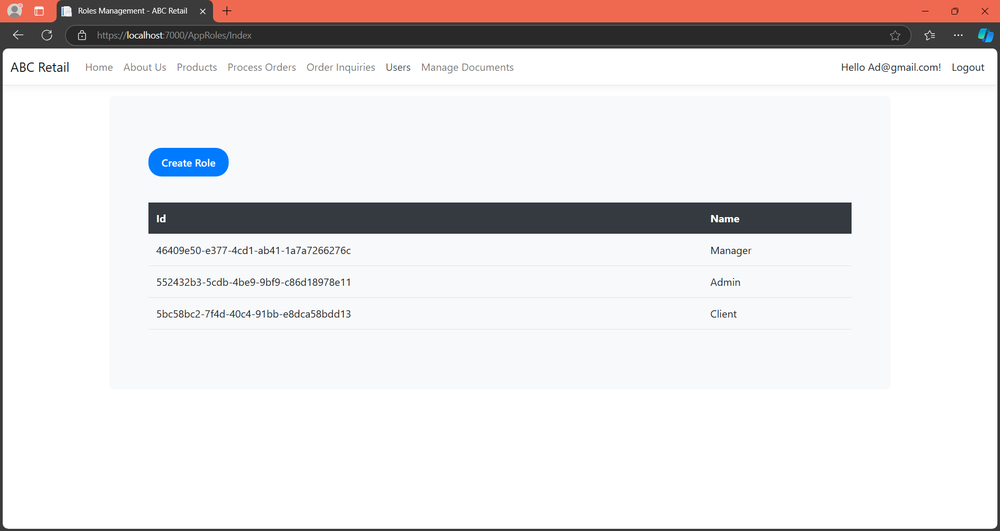 Roles Management - ABC Retail
https://localhost:7000/AppRoles/Index
ABC Retail Home About Us Products Process Orders Order Inquiries Users Manage Documents Hello Ad@gmail.com! Logout
Create Role
Id Name
46409e50-e377-4cd1-ab41-1a7a7266276c Manager
552432b3-5cdb-4be9-9bf9-c86d18978e11 Admin
5bc58bc2-7f4d-40c4-91bb-e8dca58bdd13 Client